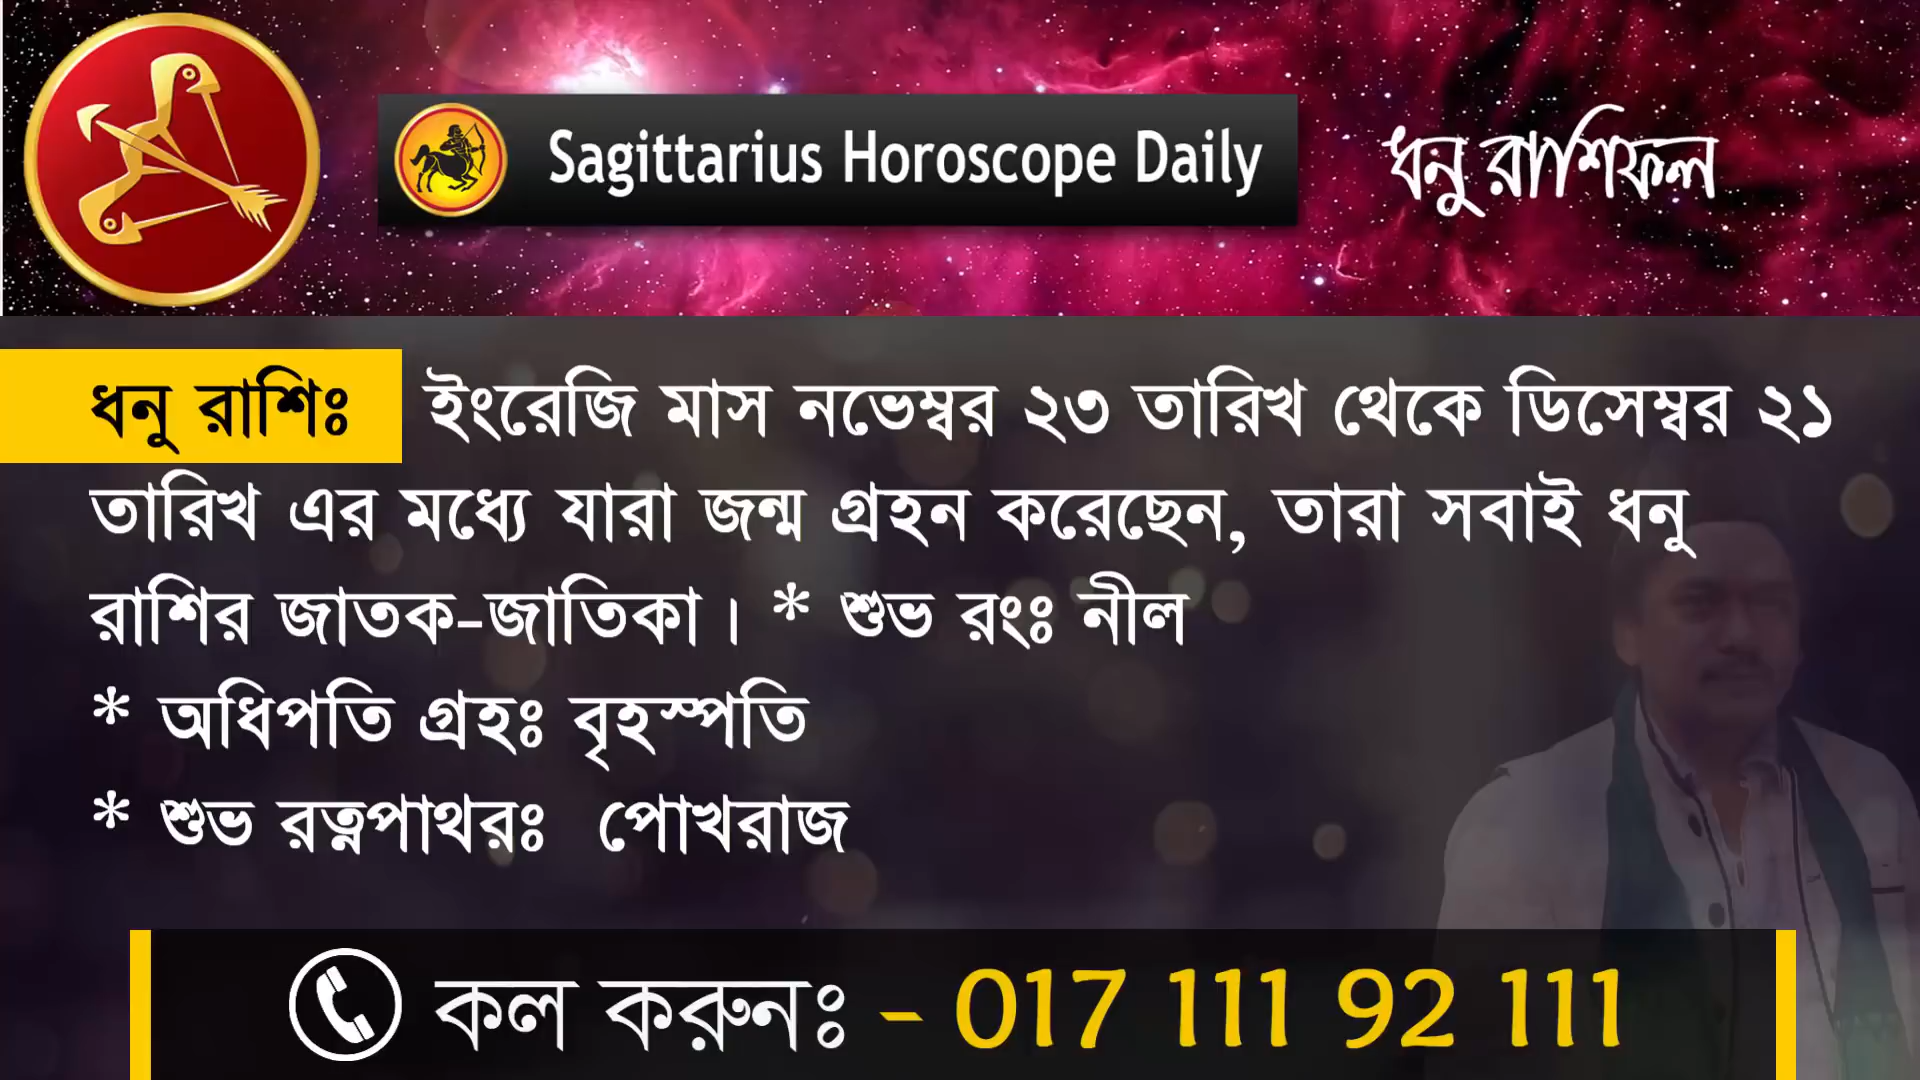 Sagittarius Horoscope Daily
ধনু রাশিফল
ধনু রাশিঃ ইংরেজি মাস নভেম্বর ২৩ তারিখ থেকে ডিসেম্বর ২১
তারিখ এর মধ্যে যারা জন্ম গ্রহন করেছেন, তারা সবাই ধনু
রাশির জাতক-জাতিকা। * শুভ রংঃ নীল
* অধিপতি গ্রহঃ বৃহস্পতি
* শুভ রত্নপাথরঃ পোখরাজ
কল করুনঃ - 017 111 92 111